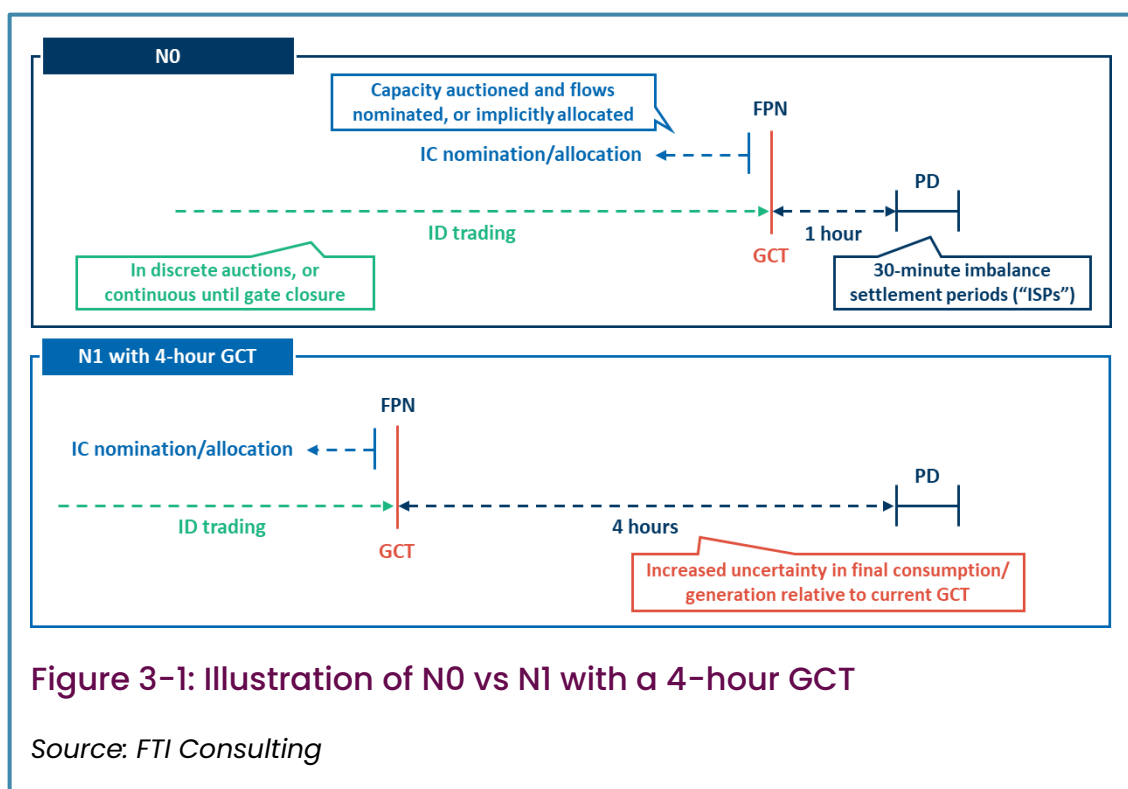 N0
Capacity auctioned and flows
nominated, or implicitly allocated
FPN
IC nomination/allocation
PD
ID trading
1 hour
GCT
In discrete auctions, or
continuous until gate closure
30-minute imbalance
settlement periods (“ISPs”)
N1 with 4-hour GCT
FPN
IC nomination/allocation
PD
ID trading
4 hours
GCT
Increased uncertainty in final consumption/
generation relative to current GCT
Figure 3-1: Illustration of N0 vs N1 with a 4-hour GCT
Source: FTI Consulting